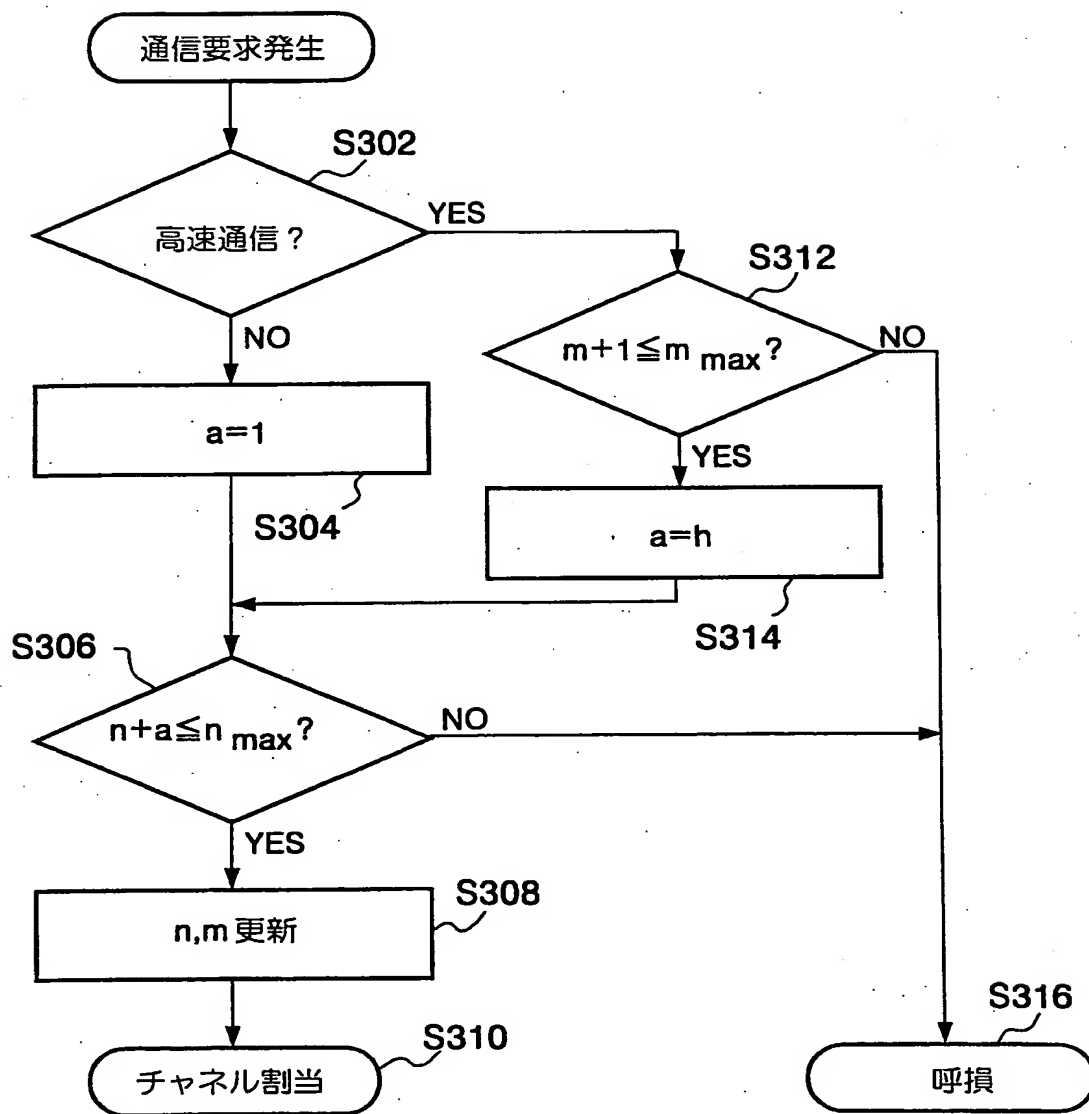 通信要求発生
S302
高速通信?
YES
NO
S312
m+1≦m max?
NO
YES
a=1
S304
a=h
S314
S306
n+a≦n max?
NO
YES
n,m 更新
S308
チャネル割当
S310
呼損
S316